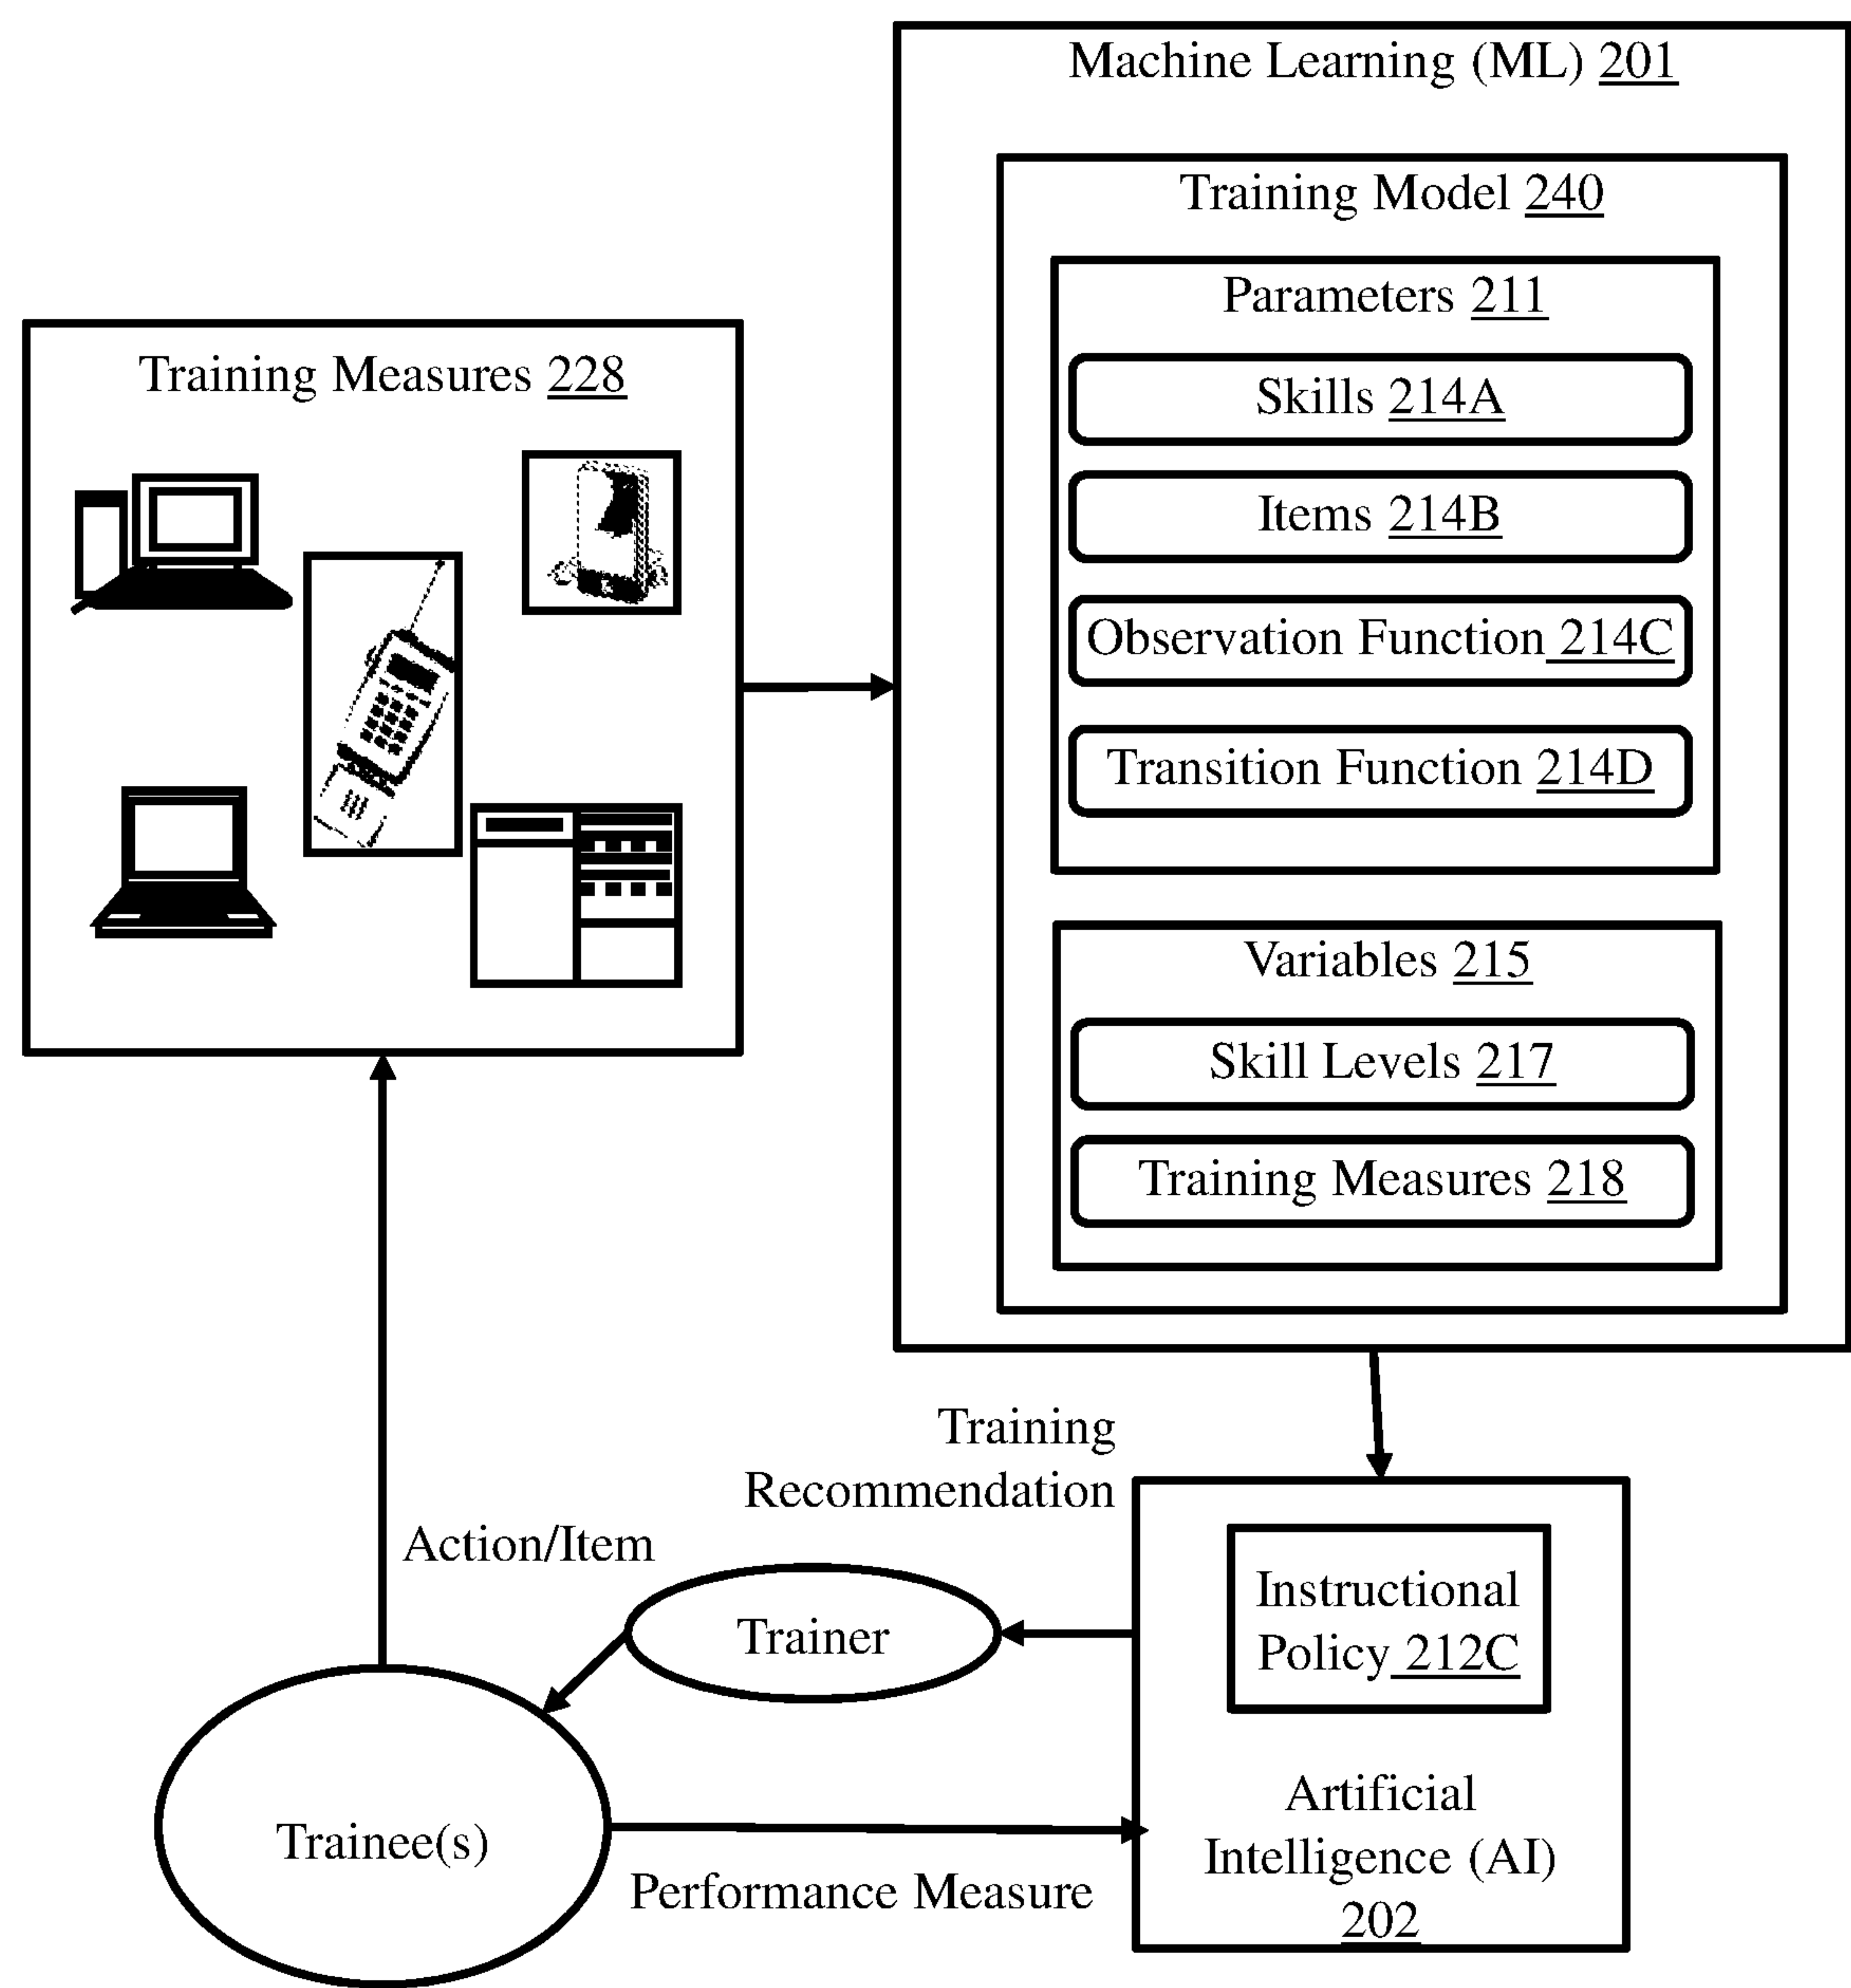 Machine Learning (ML) 201
Training Model 240
Parameters 211
Skills 214A
Items 214B
Observation Function 214C
Transition Function 214D
Variables 215
Skill Levels 217
Training Measures 218
Training Measures 228
Training
Recommendation
Action/Item
Trainer
Instructional
Policy 212C
Artificial
Intelligence (AI)
202
Trainee(s)
Performance Measure